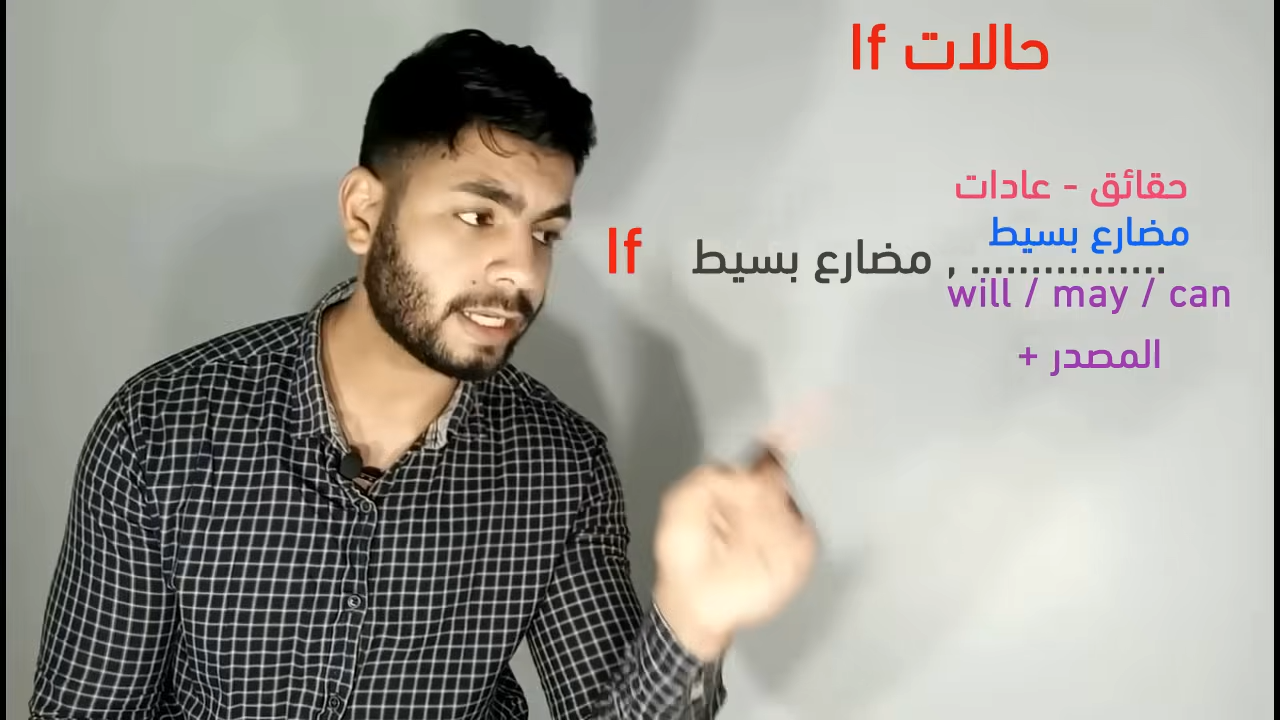 حالات If
حقائق - عادات
مضارع بسيط
If مضارع بسيط , ................
will / may / can
+ المصدر